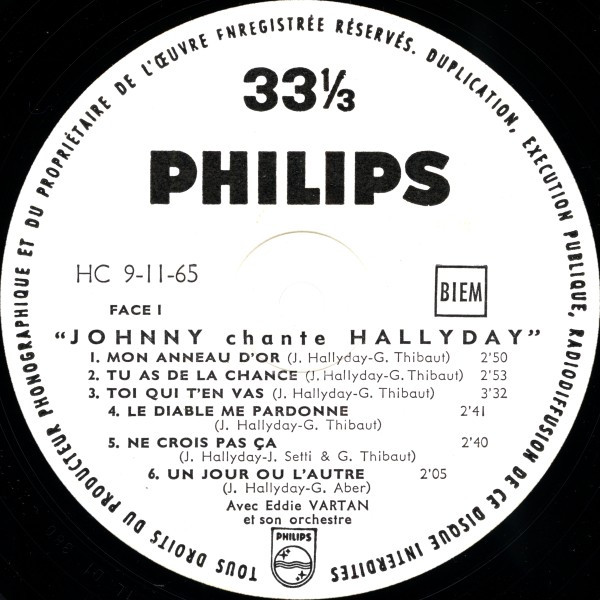 TOUS DROITS DU PRODUCTEUR PHONOGRAPHIQUE ET DU PROPRIÉTAIRE DE L'ŒUVRE ENREGISTRÉE RÉSERVÉS. DUPLICATION, EXECUTION PUBLIQUE, RADIODIFFUSION DE CE DISQUE INTERDITES
33⅓
PHILIPS
HC 9-11-65
BIEM
FACE I
"JOHNNY chante HALLYDAY"
1. MON ANNEAU D'OR (J. Hallyday-G. Thibaut) 2'50
2. TU AS DE LA CHANCE (J. Hallyday-G. Thibaut) 2'53
3. TOI QUI T'EN VAS (J. Hallyday-G. Thibaut) 3'32
4. LE DIABLE ME PARDONNE 2'41
(J. Hallyday-G. Thibaut)
5. NE CROIS PAS ÇA 2'40
(J. Hallyday-J. Setti & G. Thibaut)
6. UN JOUR OU L'AUTRE 2'05
(J. Hallyday-G. Aber)
Avec Eddie VARTAN
et son orchestre
PHILIPS